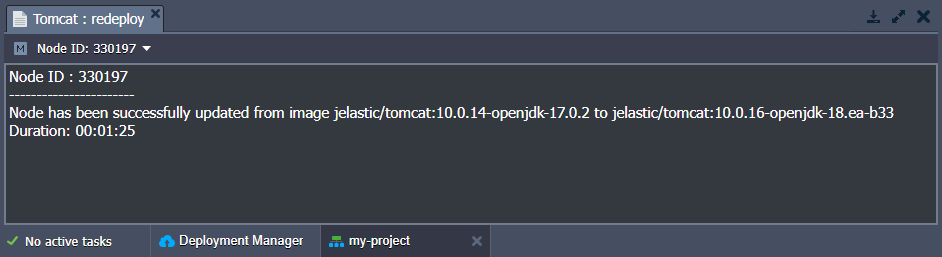 Tomcat : redeploy
M Node ID: 330197
Node ID : 330197
-----------------------
Node has been successfully updated from image jelastic/tomcat:10.0.14-openjdk-17.0.2 to jelastic/tomcat:10.0.16-openjdk-18.ea-b33
Duration: 00:01:25
No active tasks Deployment Manager my-project